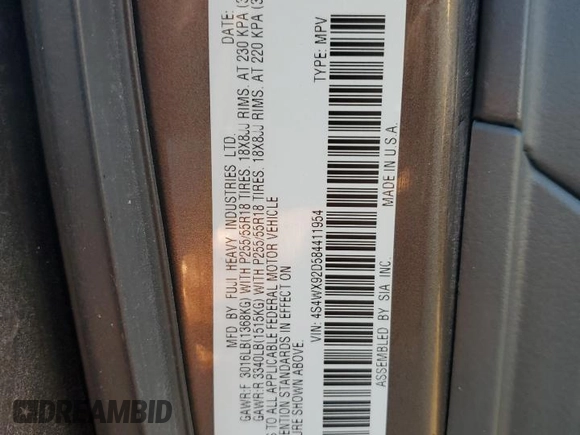 MFD BY FUJI HEAVY INDUSTRIES LTD. DATE:
GAWR:F 3016LB(1368KG) WITH P255/55R18 TIRES. 18X8JJ RIMS. AT 230 KPA
GAWR:R 3340LB(1515KG) WITH P255/55R18 TIRES. 18X8JJ RIMS. AT 220 KPA
TO ALL APPLICABLE FEDERAL MOTOR VEHICLE
STANDARDS IN EFFECT ON
SHOWN ABOVE.
VIN: 4S4WX92D584411954 TYPE: MPV
ASSEMBLED BY SIA INC. MADE IN U.S.A.
DREAMBID